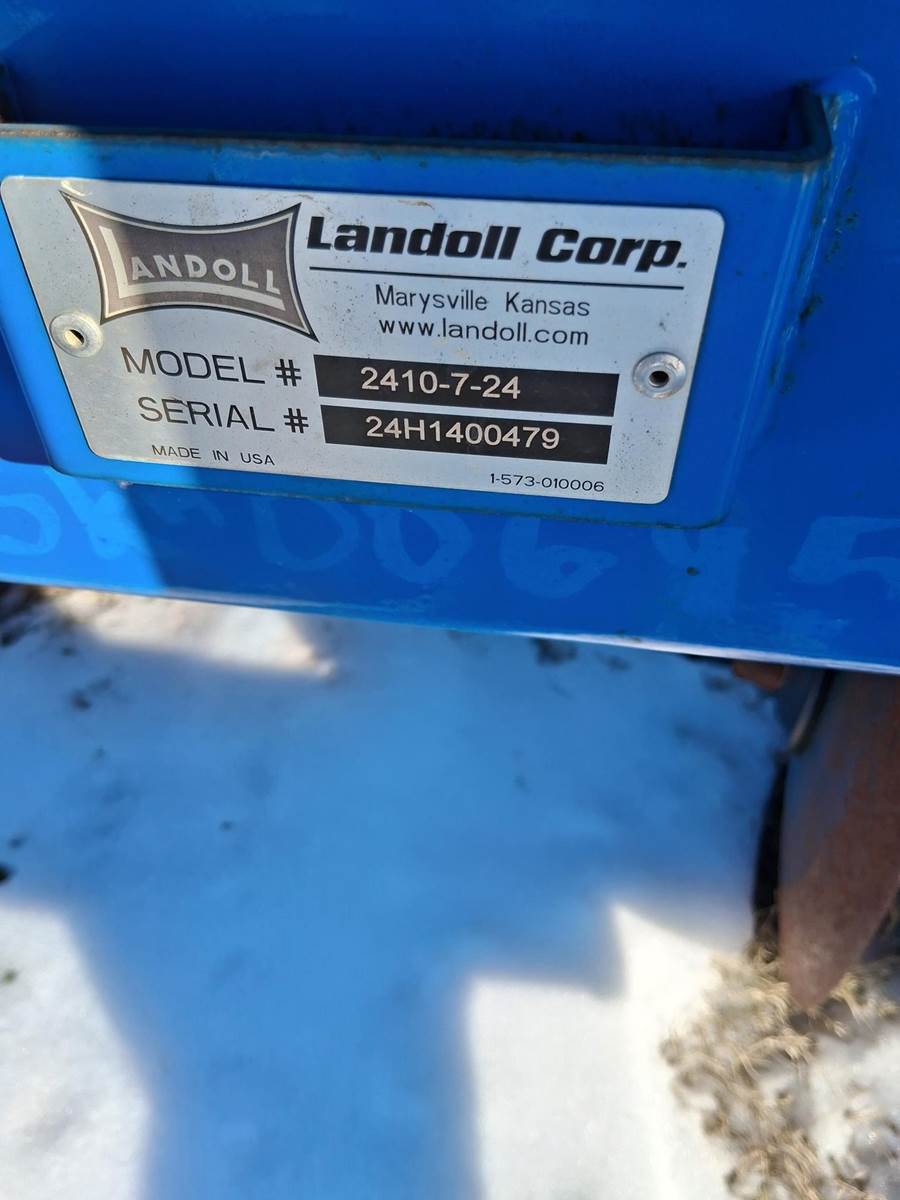 LANDOLL
Landoll Corp.
Marysville Kansas
www.landoll.com
MODEL # 2410-7-24
SERIAL # 24H1400479
MADE IN USA
1-573-010006